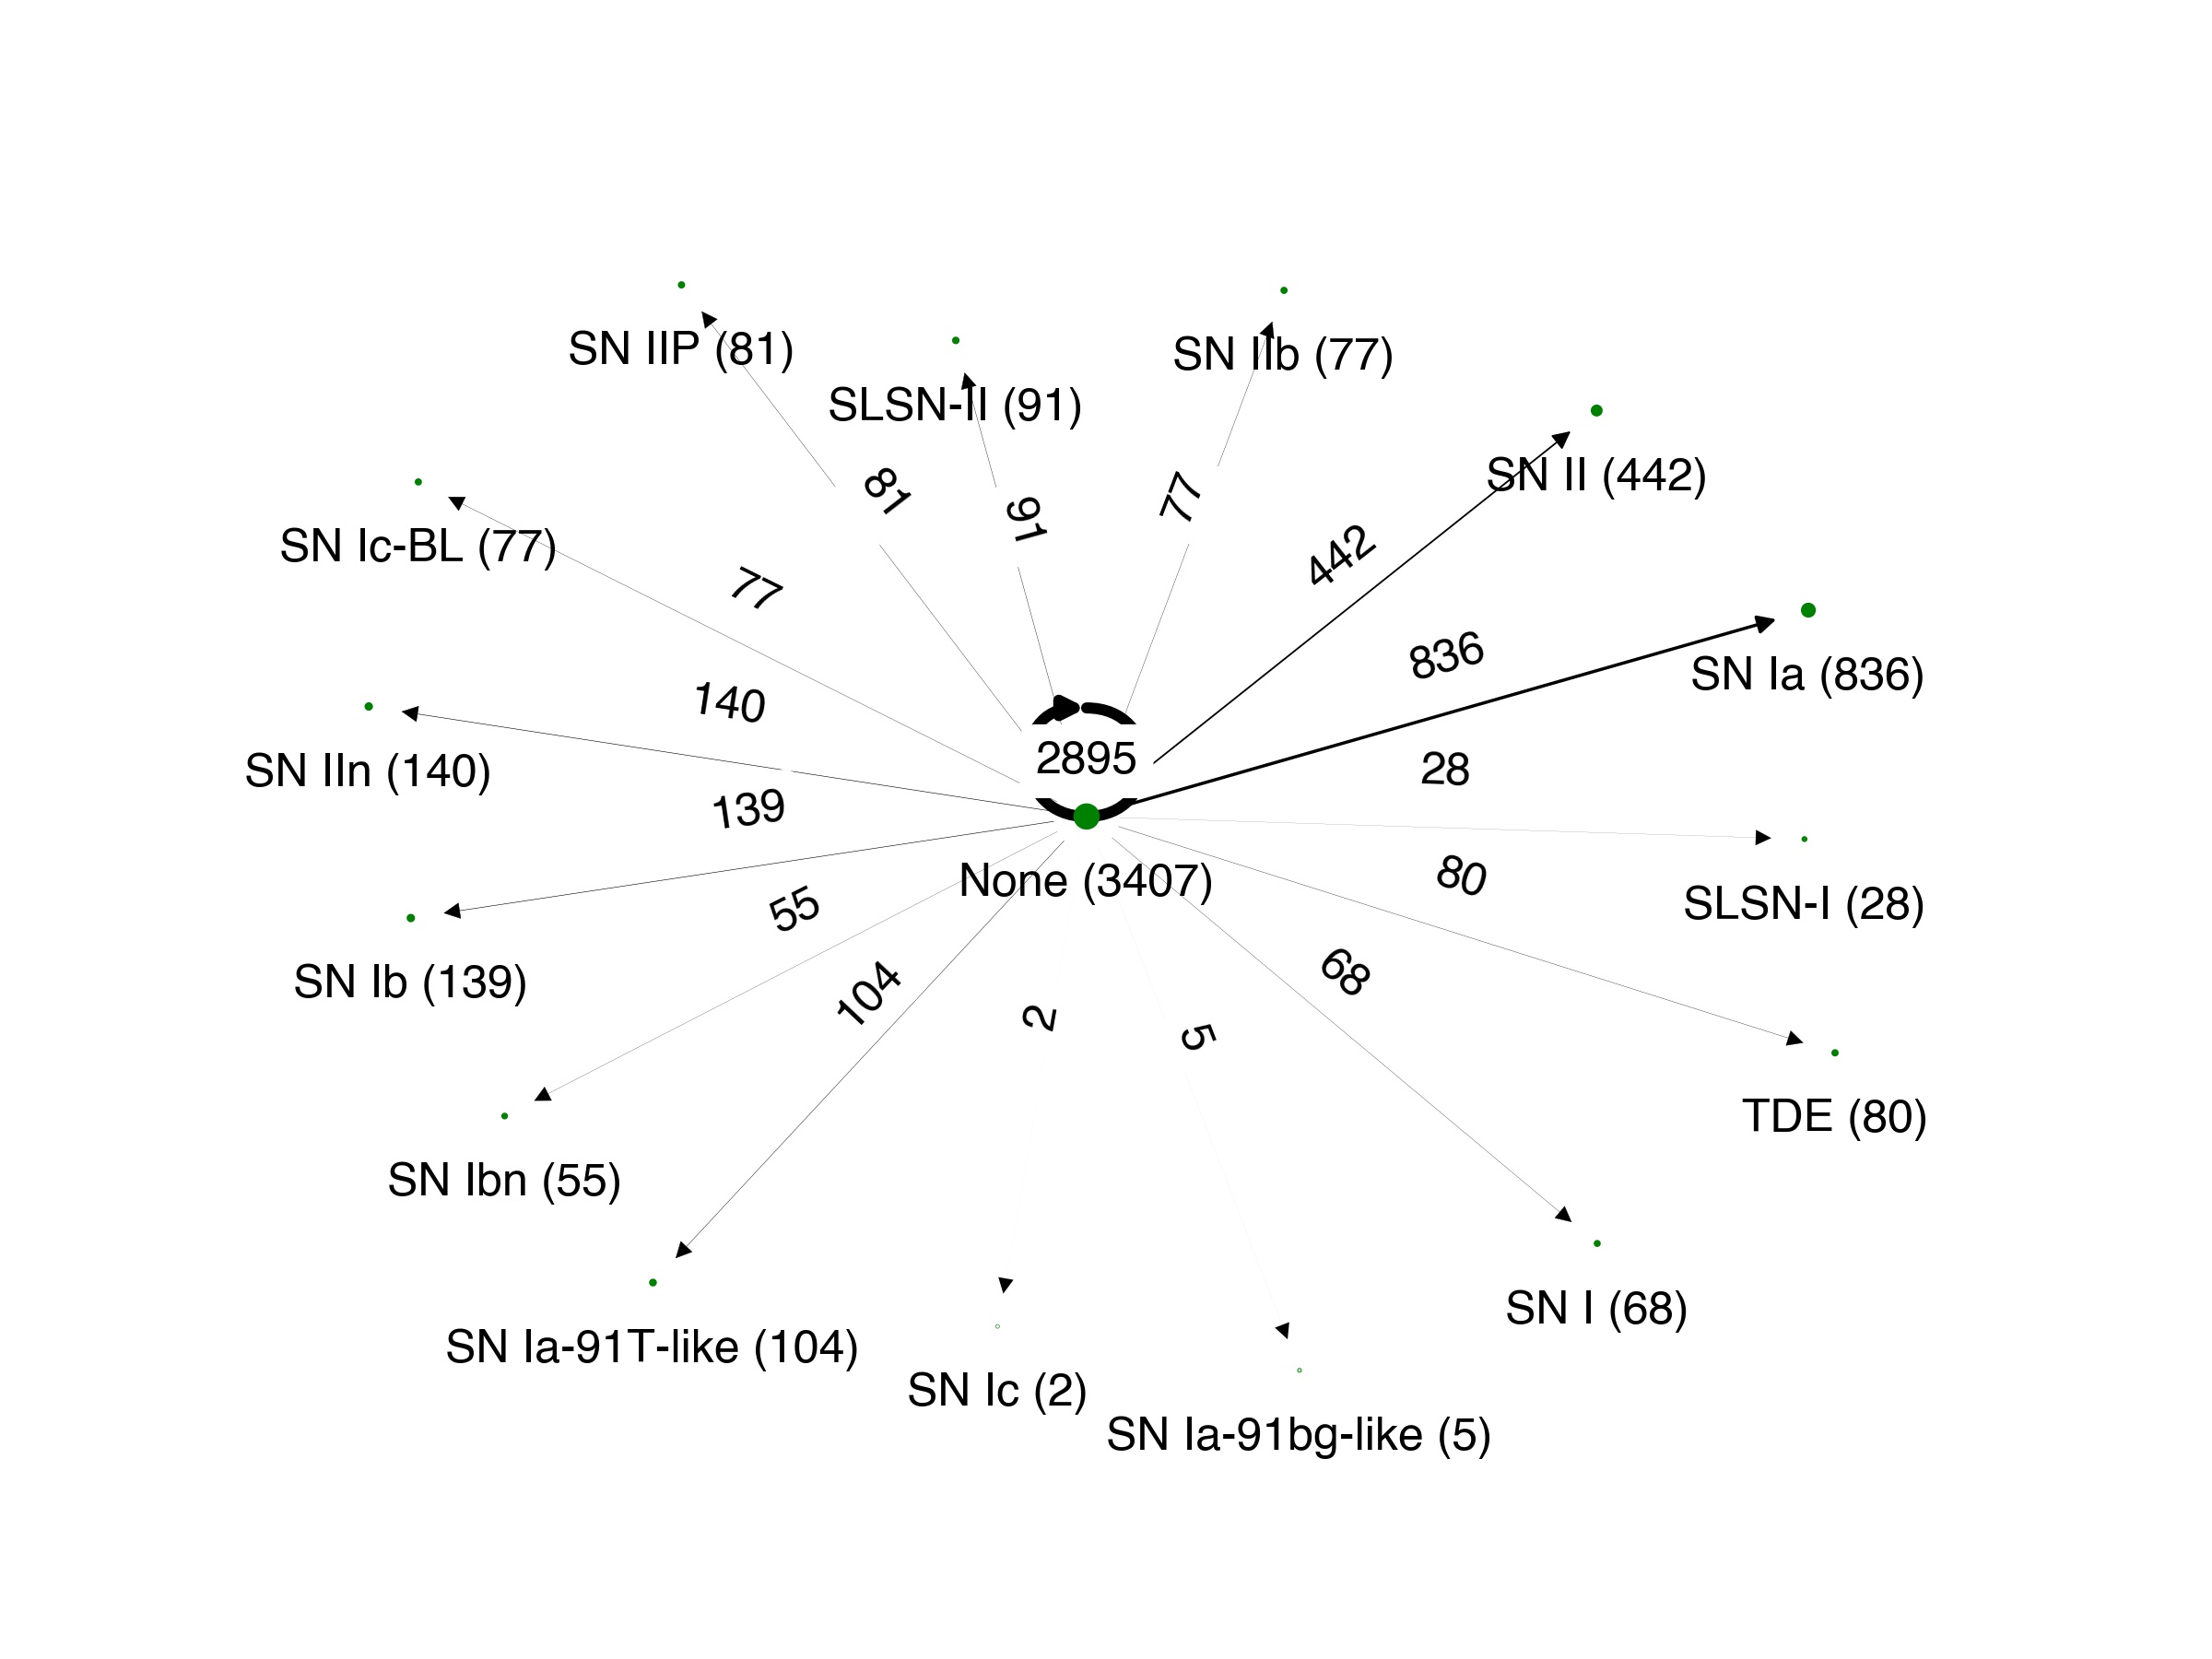 SN IIP (81)
SN IIb (77)
SLSN-II (91)
SN II (442)
81
91
77
SN Ic-BL (77)
442
77
836
SN Ia (836)
140
2895
28
SN IIn (140)
139
None (3407)
80
SLSN-I (28)
55
SN Ib (139)
104
68
2
5
TDE (80)
SN Ibn (55)
SN I (68)
SN Ia-91T-like (104)
SN Ic (2)
SN Ia-91bg-like (5)